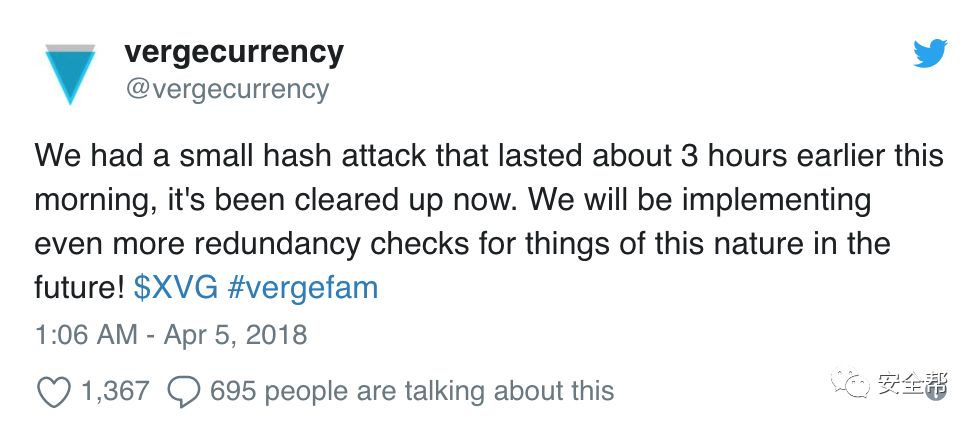 vergecurrency
@vergecurrency
We had a small hash attack that lasted about 3 hours earlier this
morning, it's been cleared up now. We will be implementing
even more redundancy checks for things of this nature in the
future! $XVG #vergefam
1:06 AM - Apr 5, 2018
1,367 695 people are talking about this
安全帮